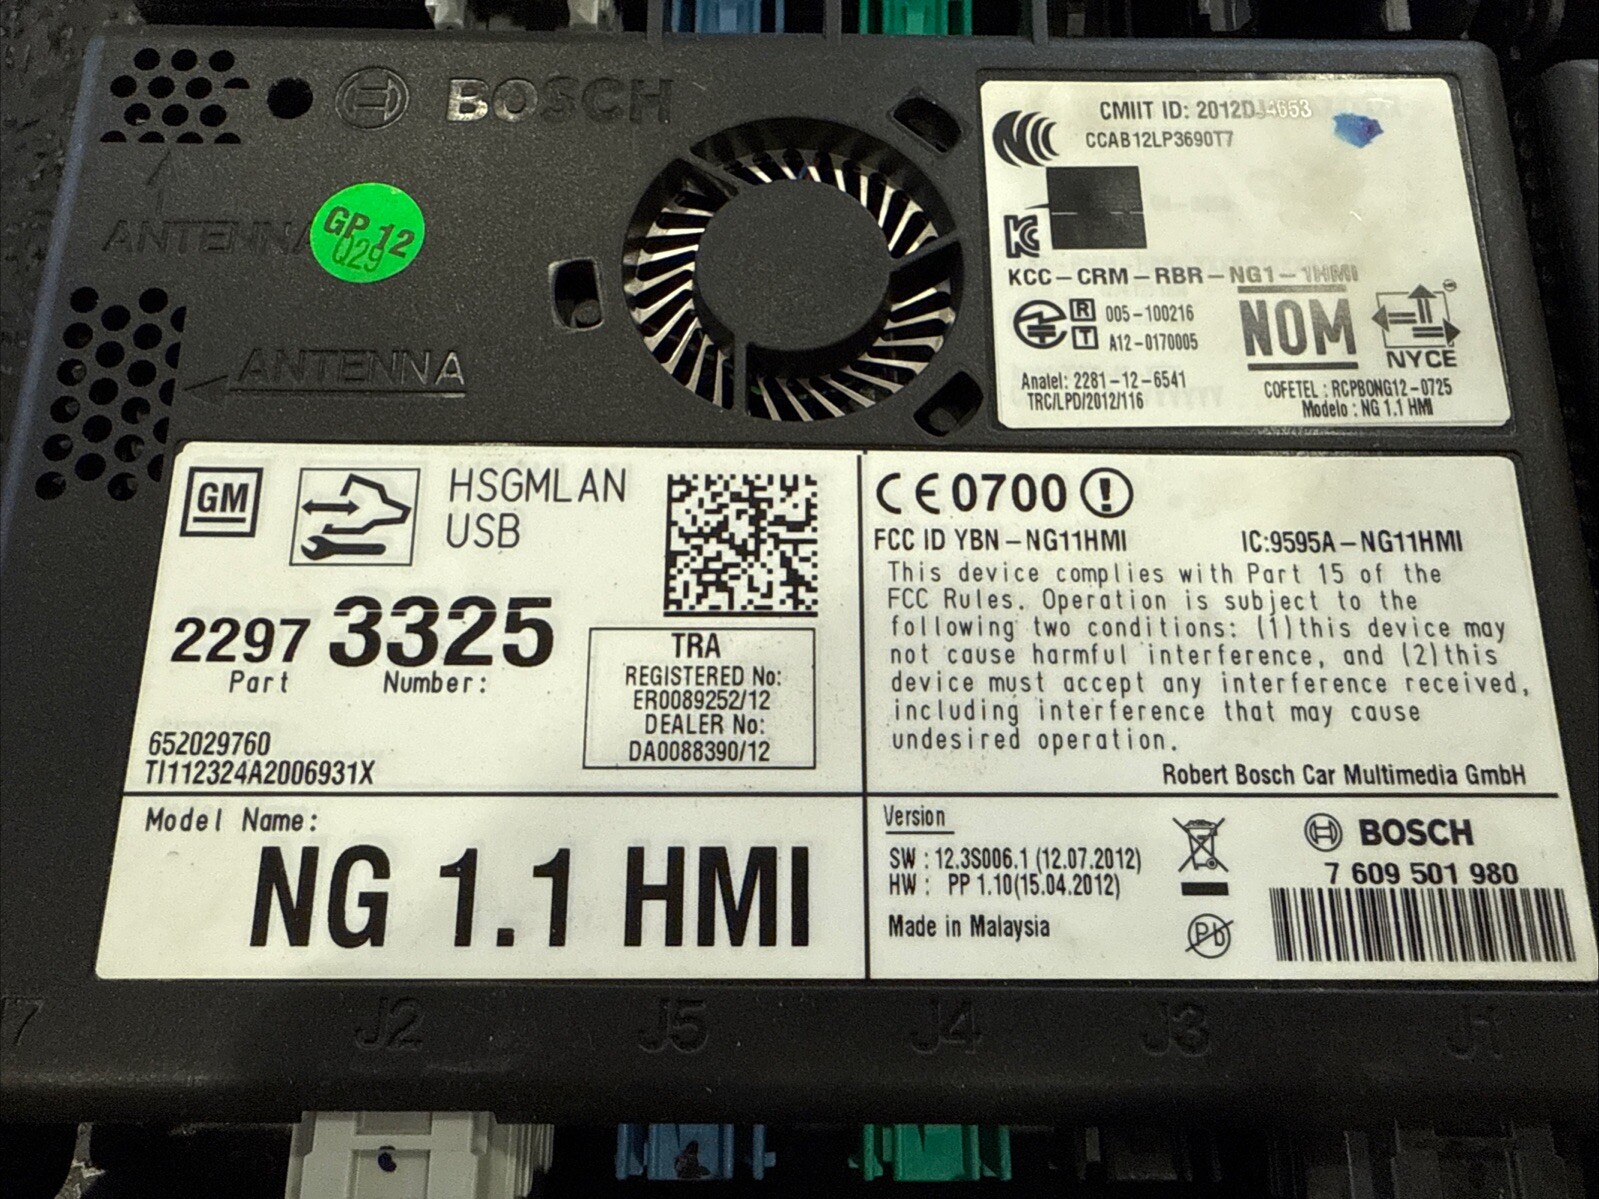 BOSCH
ANTENNA
GP 12
Q29
ANTENNA
CMIIT ID: 2012DJ4653
CCAB12LP3690T7
KCC-CRM-RBR-NG1-1HMI
R 005-100216
T A12-0170005
NOM
NYCE
Anatel: 2281-12-6541
TRC/LPD/2012/116
COFETEL : RCPBONG12-0725
Modelo : NG 1.1 HMI
GM
HSGMLAN
USB
2297 3325
Part Number:
TRA
REGISTERED No:
ER0089252/12
DEALER No:
DA0088390/12
652029760
TI112324A2006931X
CE 0700
FCC ID YBN-NG11HMI IC:9595A-NG11HMI
This device complies with Part 15 of the
FCC Rules. Operation is subject to the
following two conditions: (1)this device may
not cause harmful interference, and (2)this
device must accept any interference received,
including interference that may cause
undesired operation.
Robert Bosch Car Multimedia GmbH
Model Name:
NG 1.1 HMI
Version
SW : 12.3S006.1 (12.07.2012)
HW : PP 1.10(15.04.2012)
Made in Malaysia
Pb
BOSCH
7 609 501 980
J2 J5 J4 J3 J1